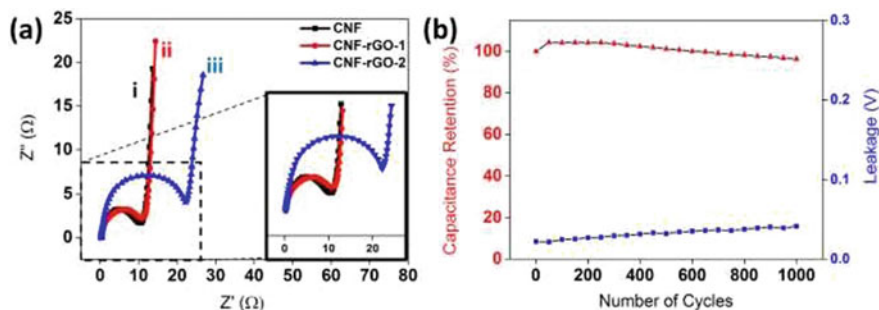 (a)
25
20
15
10
5
0
Z" (Ω)
CNF
CNF-rGO-1
CNF-rGO-2
i
ii
iii
0
10
20
0 10 20 30 40 50 60 70 80
Z' (Ω)
(b)
100
80
60
40
20
0
Capacitance Retention (%)
0.3
0.2
0.1
0.0
Leakage (V)
0 200 400 600 800 1000
Number of Cycles